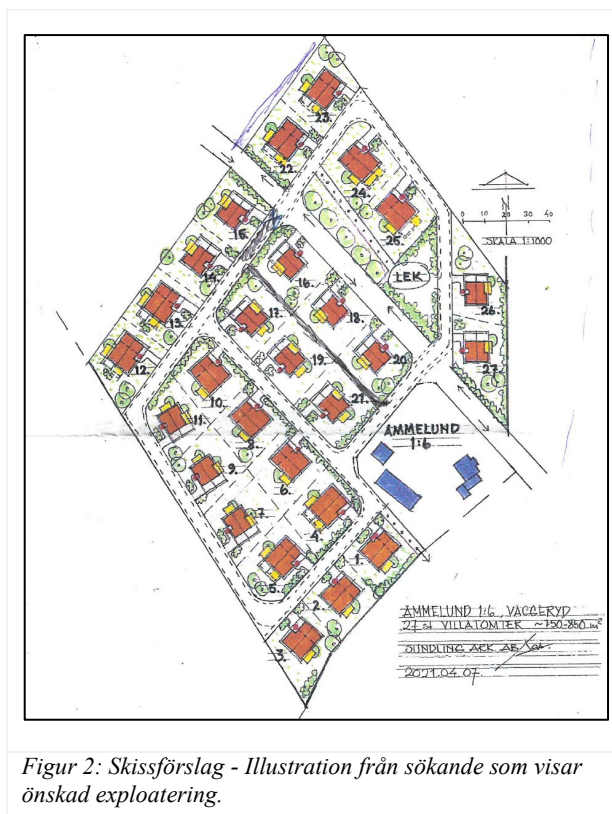 23.
22.
24.
15.
25.
N
0 10 20 30 40
SKALA 1:1000
14.
16.
LEK
26.
13.
17.
18.
12.
19.
20.
27.
10.
21.
11.
8.
AMMELUND
1:6
9.
6.
7.
4.
5.
1.
2.
3.
AMMELUND 1:6, VAGGERYD
27 st VILLATOMTER ~750-850 m²
SUNDLING ARK AB
2021.04.07.
Figur 2: Skissförslag - Illustration från sökande som visar
önskad exploatering.